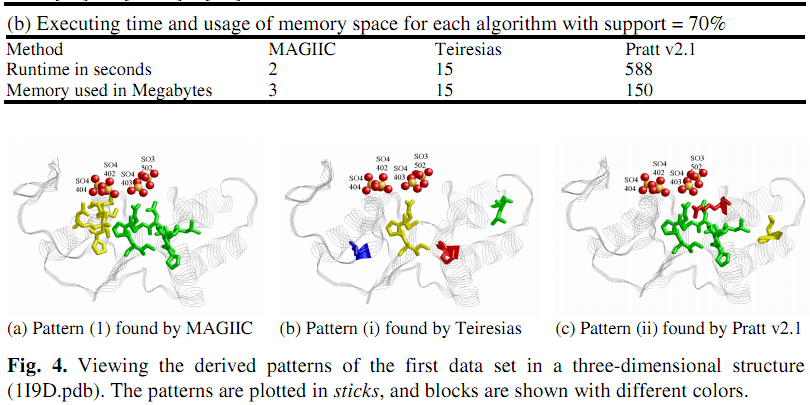 (b) Executing time and usage of memory space for each algorithm with support = 70%
Method MAGIIC Teiresias Pratt v2.1
Runtime in seconds 2 15 588
Memory used in Megabytes 3 15 150
SO4 402 SO3 502 SO4 404 SO4 403
SO4 402 SO3 502 SO4 404 SO4 403
SO4 402 SO3 502 SO4 404 SO4 403
(a) Pattern (1) found by MAGIIC (b) Pattern (i) found by Teiresias (c) Pattern (ii) found by Pratt v2.1
Fig. 4. Viewing the derived patterns of the first data set in a three-dimensional structure
(1I9D.pdb). The patterns are plotted in sticks, and blocks are shown with different colors.